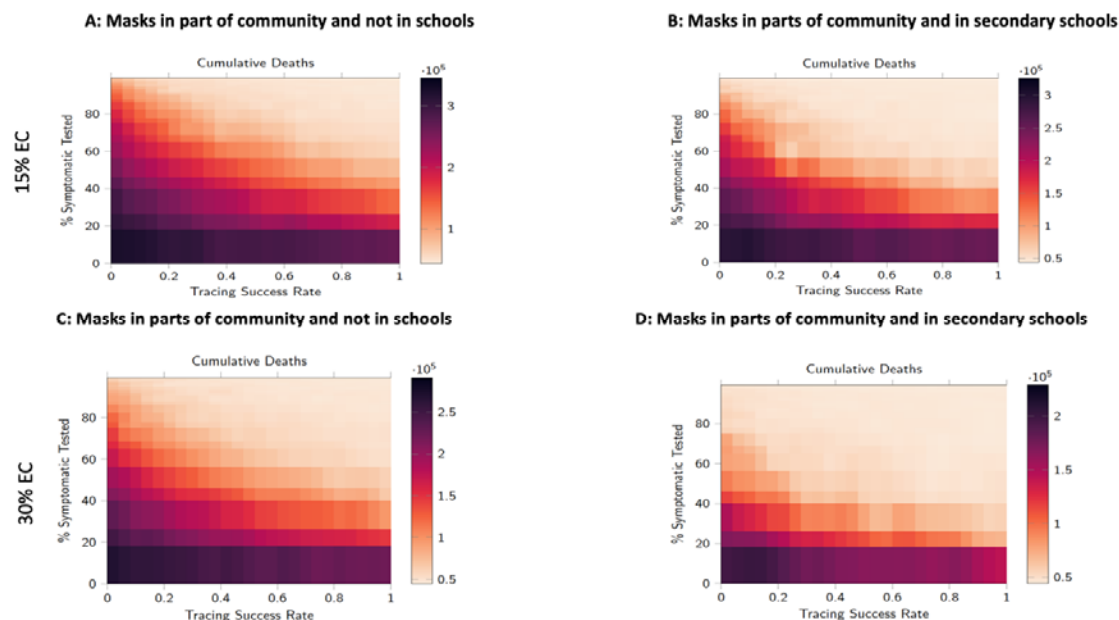 A: Masks in part of community and not in schools
B: Masks in parts of community and in secondary schools
15% EC
Cumulative Deaths
% Symptomatic Tested
80
60
40
20
0
0 0.2 0.4 0.6 0.8 1
Tracing Success Rate
·10⁵
3
2
1
Cumulative Deaths
% Symptomatic Tested
80
60
40
20
0
0 0.2 0.4 0.6 0.8 1
Tracing Success Rate
·10⁵
3
2.5
2
1.5
1
0.5
C: Masks in parts of community and not in schools
D: Masks in parts of community and in secondary schools
30% EC
Cumulative Deaths
% Symptomatic Tested
80
60
40
20
0
0 0.2 0.4 0.6 0.8 1
Tracing Success Rate
·10⁵
2.5
2
1.5
1
0.5
Cumulative Deaths
% Symptomatic Tested
80
60
40
20
0
0 0.2 0.4 0.6 0.8 1
Tracing Success Rate
·10⁵
2
1.5
1
0.5